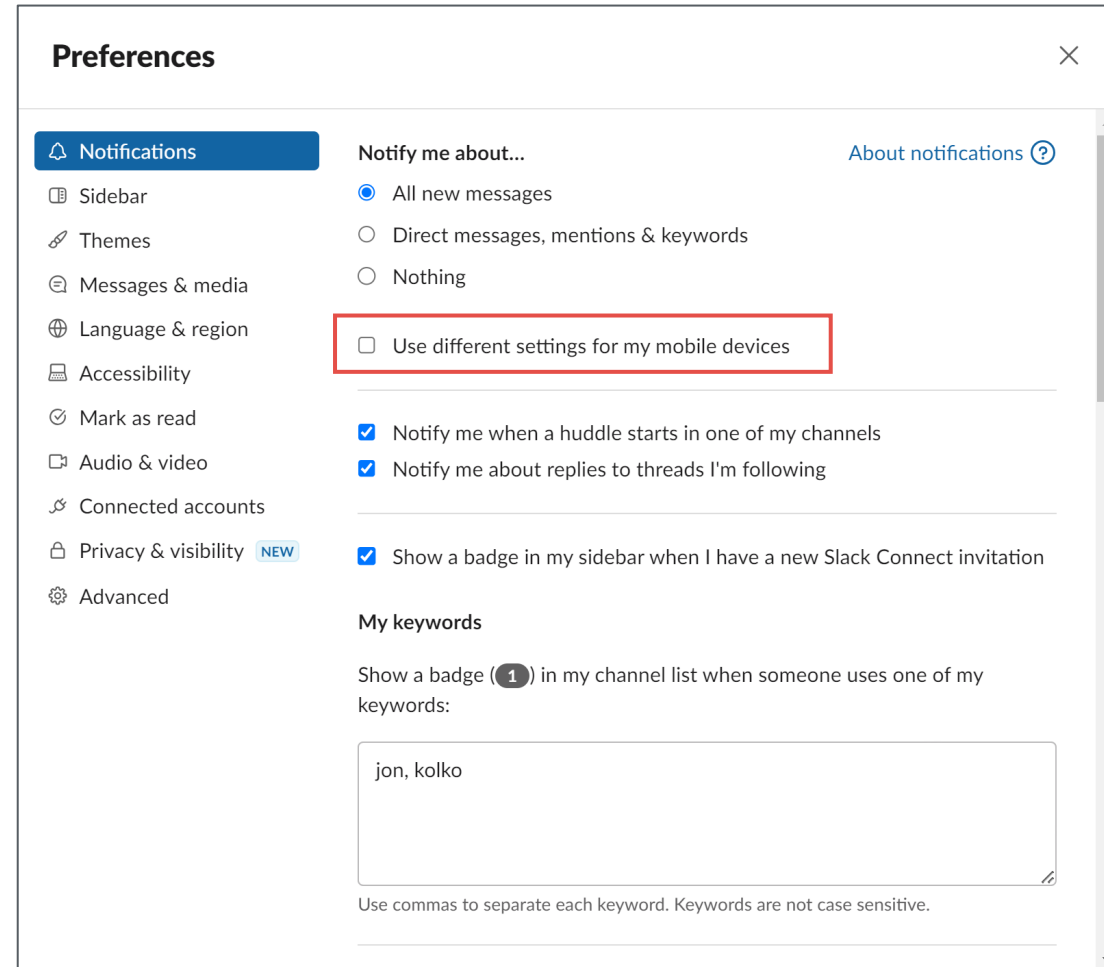 Preferences
Notifications
Sidebar
Themes
Messages & media
Language & region
Accessibility
Mark as read
Audio & video
Connected accounts
Privacy & visibility NEW
Advanced
Notify me about...
About notifications ?
All new messages
Direct messages, mentions & keywords
Nothing
Use different settings for my mobile devices
Notify me when a huddle starts in one of my channels
Notify me about replies to threads I'm following
Show a badge in my sidebar when I have a new Slack Connect invitation
My keywords
Show a badge (1) in my channel list when someone uses one of my
keywords:
jon, kolko
Use commas to separate each keyword. Keywords are not case sensitive.